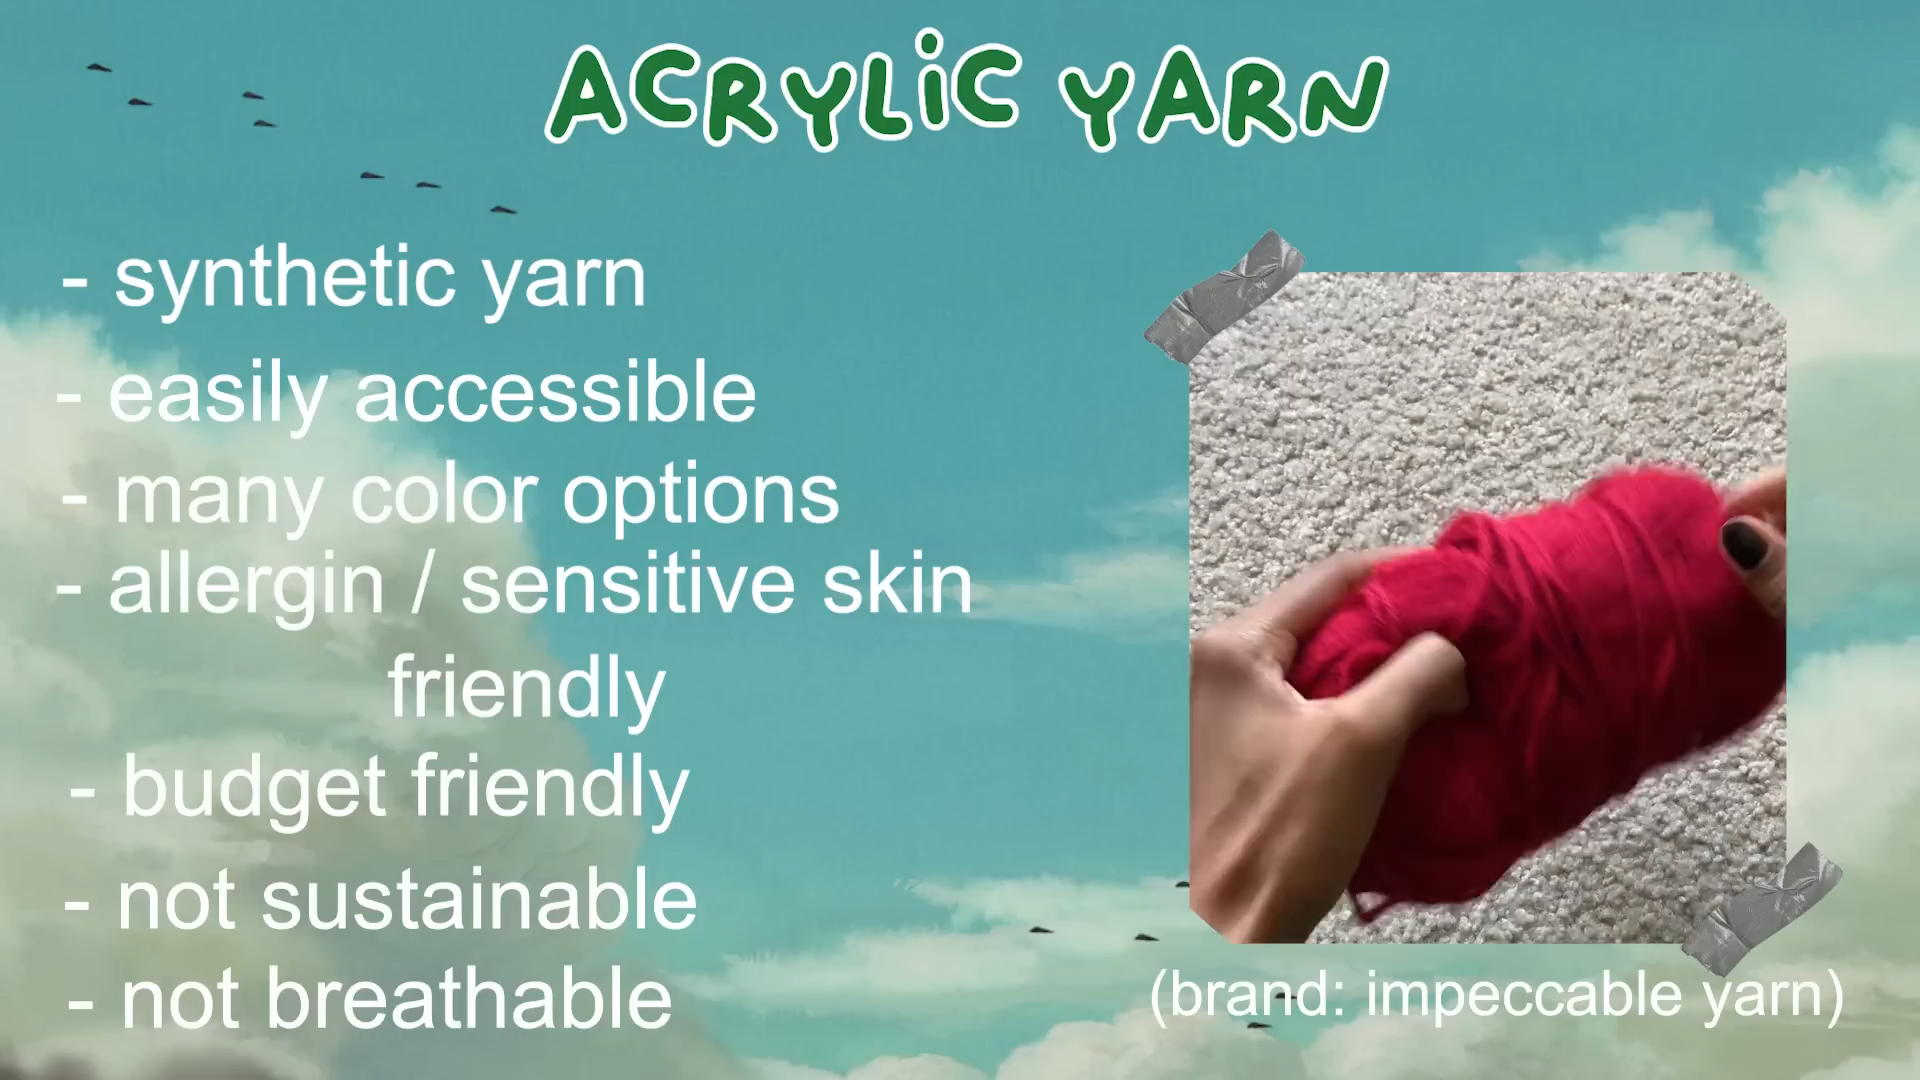 ACRYLiC YARN
- synthetic yarn
- easily accessible
- many color options
- allergin / sensitive skin
friendly
- budget friendly
- not sustainable
- not breathable
(brand: impeccable yarn)